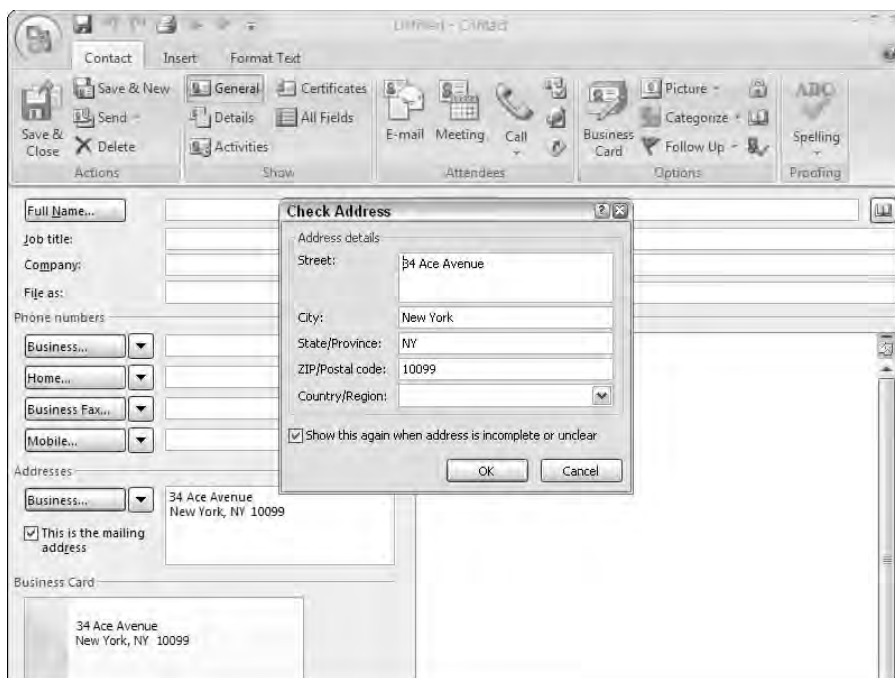 Untitled - Contact
Contact Insert Format Text
Save & Close
Save & New
Send
Delete
Actions
General
Details
Activities
Certificates
All Fields
Show
E-mail
Meeting
Call
Attendees
Business Card
Picture
Categorize
Follow Up
Options
ABC
Spelling
Proofing
Full Name...
Job title:
Company:
File as:
Phone numbers
Business...
Home...
Business Fax...
Mobile...
Addresses
Business...
34 Ace Avenue
New York, NY 10099
This is the mailing
address
Business Card
34 Ace Avenue
New York, NY 10099
Check Address
Address details
Street:
34 Ace Avenue
City:
New York
State/Province:
NY
ZIP/Postal code:
10099
Country/Region:
Show this again when address is incomplete or unclear
OK Cancel